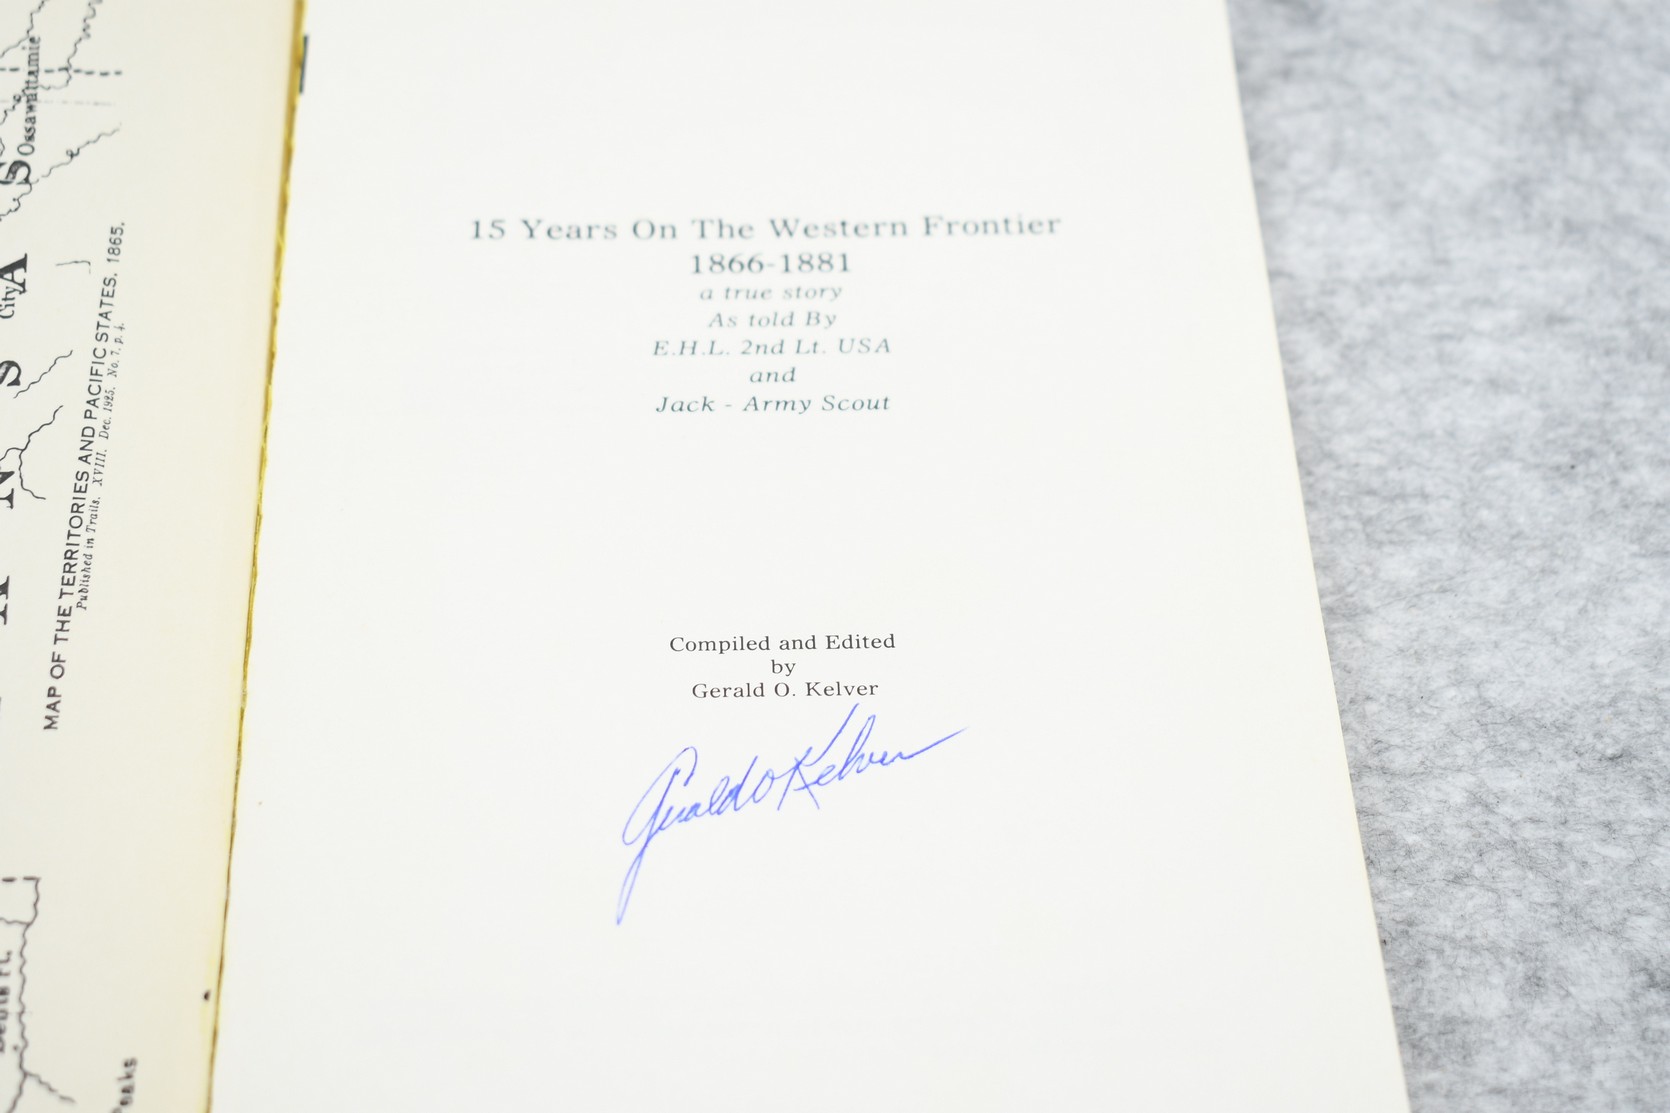 Ossawattamie
KANSAS
City
MAP OF THE TERRITORIES AND PACIFIC STATES. 1865.
Published in Trails. XVIII. Dec. 1925. No. 7. p. 4.
15 Years On The Western Frontier
1866-1881
a true story
As told By
E.H.L. 2nd Lt. USA
and
Jack - Army Scout
Compiled and Edited
by
Gerald O. Kelver
Gerald O Kelver